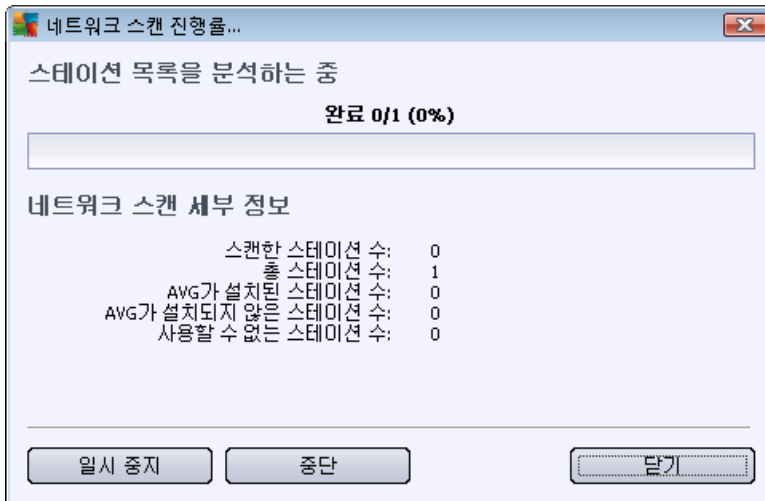 네트워크 스캔 진행률...
스테이션 목록을 분석하는 중
완료 0/1 (0%)
네트워크 스캔 세부 정보
스캔한 스테이션 수: 0
총 스테이션 수: 1
AVG가 설치된 스테이션 수: 0
AVG가 설치되지 않은 스테이션 수: 0
사용할 수 없는 스테이션 수: 0
일시 중지 중단 닫기